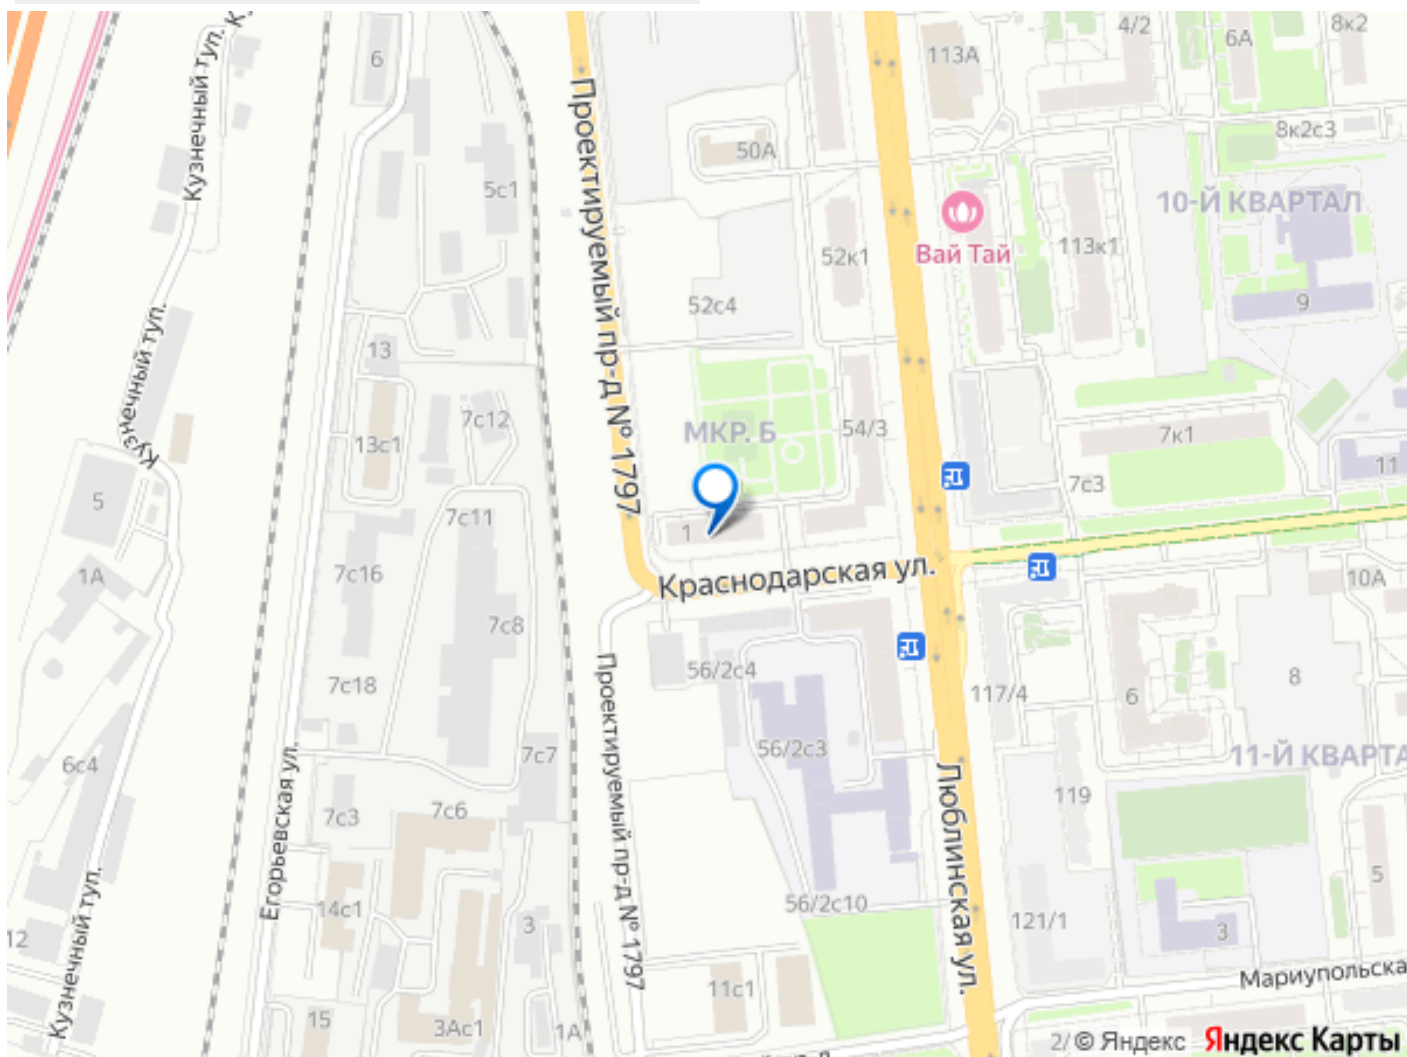 Кузнечный туп.
6
113А
4/2
6А
8к2
8к2с3
50А
5с1
Проектируемый пр-д № 1797
10-Й КВАРТАЛ
52к1
Вай Тай
113к1
9
52с4
Кузнечный туп.
13
7с12
13с1
МКР. Б
54/3
7к1
11
7с3
5
7с11
1
1А
7с16
Краснодарская ул.
10А
7с8
56/2с4
7с18
117/4
6
8
6с4
7с7
56/2с3
11-Й КВАРТА
Егорьевская ул.
7с3
7с6
Проектируемый пр-д № 1797
Люблинская ул.
119
5
14с1
56/2с10
12
3
121/1
3
Кузнечный туп.
11с1
Мариупольска
15
3Ас1
1А
2/
© Яндекс
Яндекс Карты